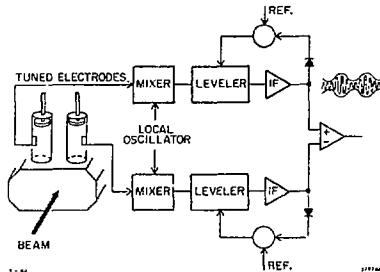 REF.
TUNED ELECTRODES
MIXER
LEVELER
IF
LOCAL
OSCILLATOR
+
−
MIXER
LEVELER
IF
BEAM
REF.